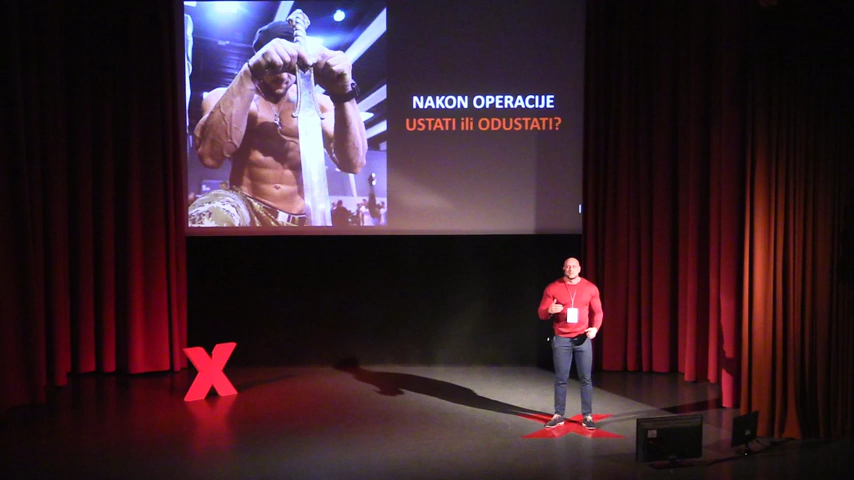 NAKON OPERACIJE
USTATI ili ODUSTATI?
X